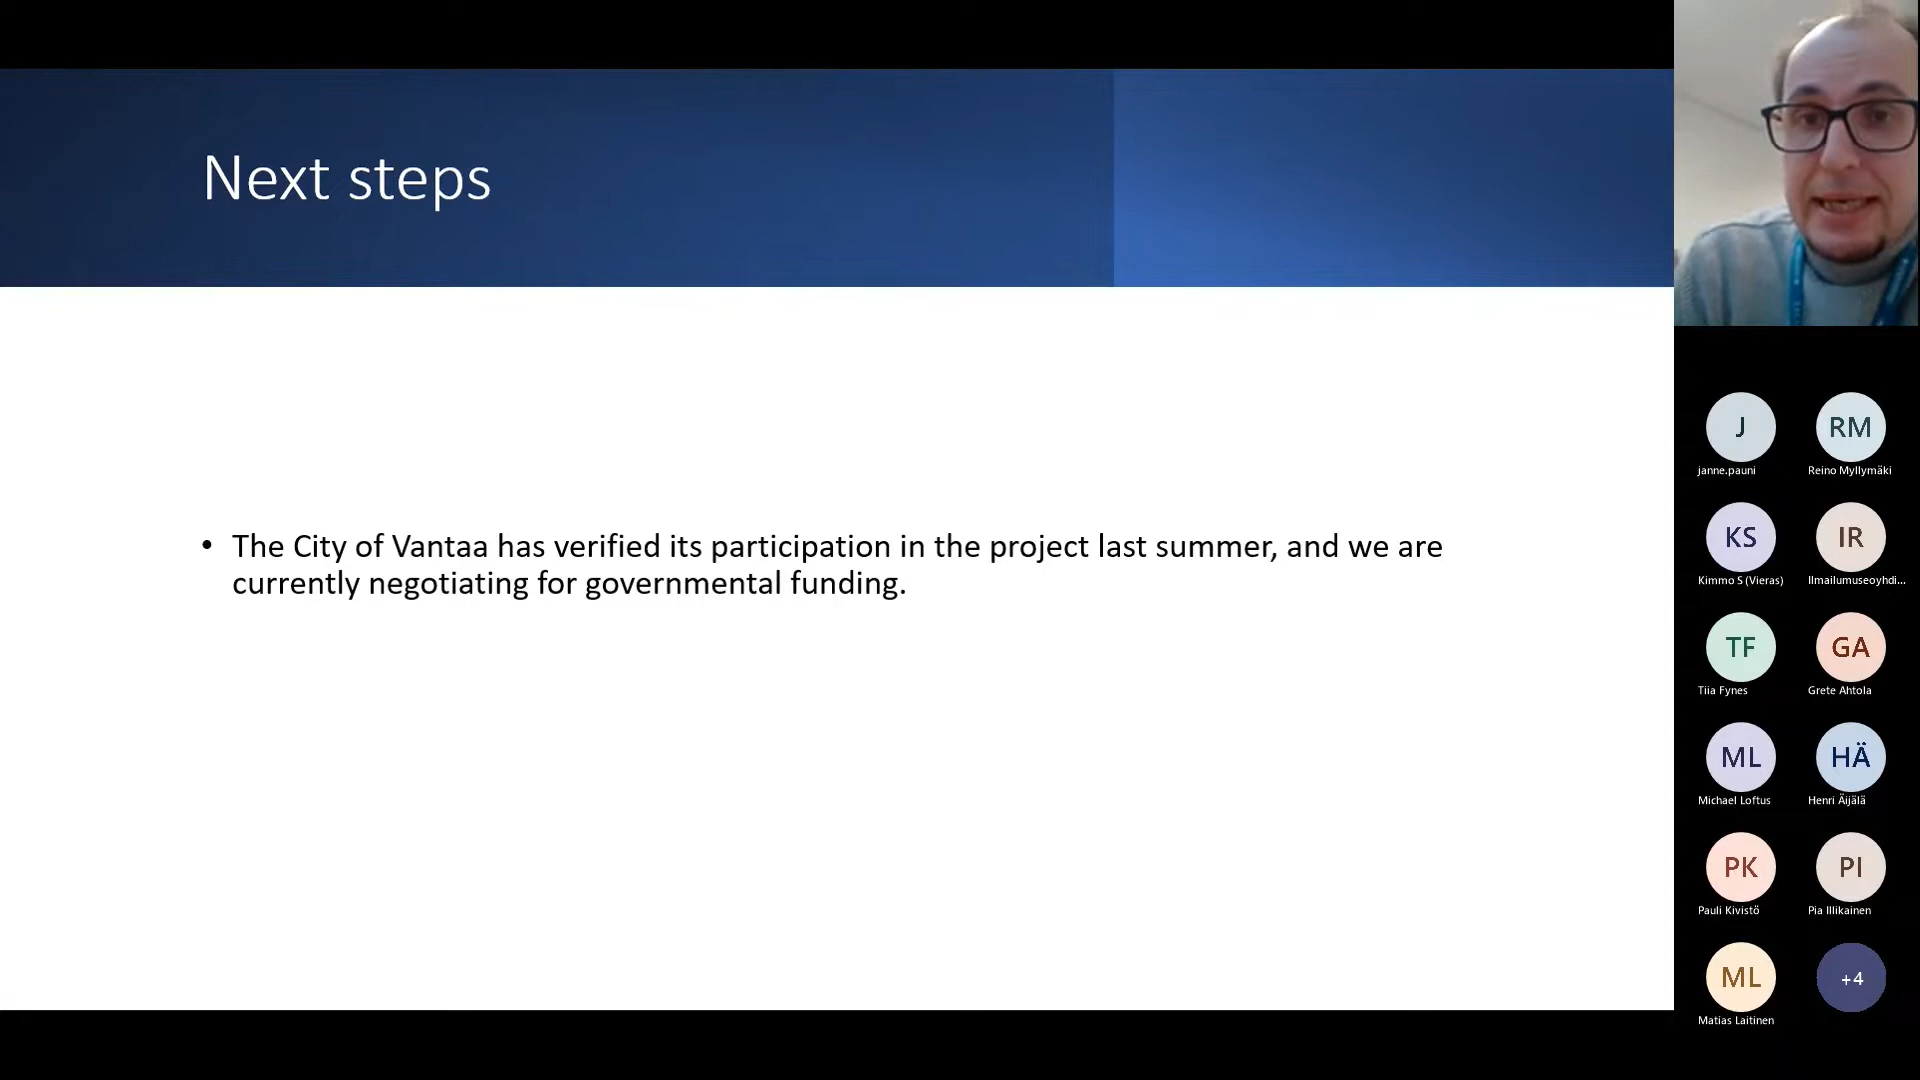 Next steps
• The City of Vantaa has verified its participation in the project last summer, and we are
currently negotiating for governmental funding.
J
RM
janne.pauni
Reino Myllymäki
KS
IR
Kimmo S (Vieras)
Ilmailumuseoyhdi...
TF
GA
Tiia Fynes
Grete Ahtola
ML
HÄ
Michael Loftus
Henri Äijälä
PK
PI
Pauli Kivistö
Pia Illikainen
ML
+4
Matias Laitinen